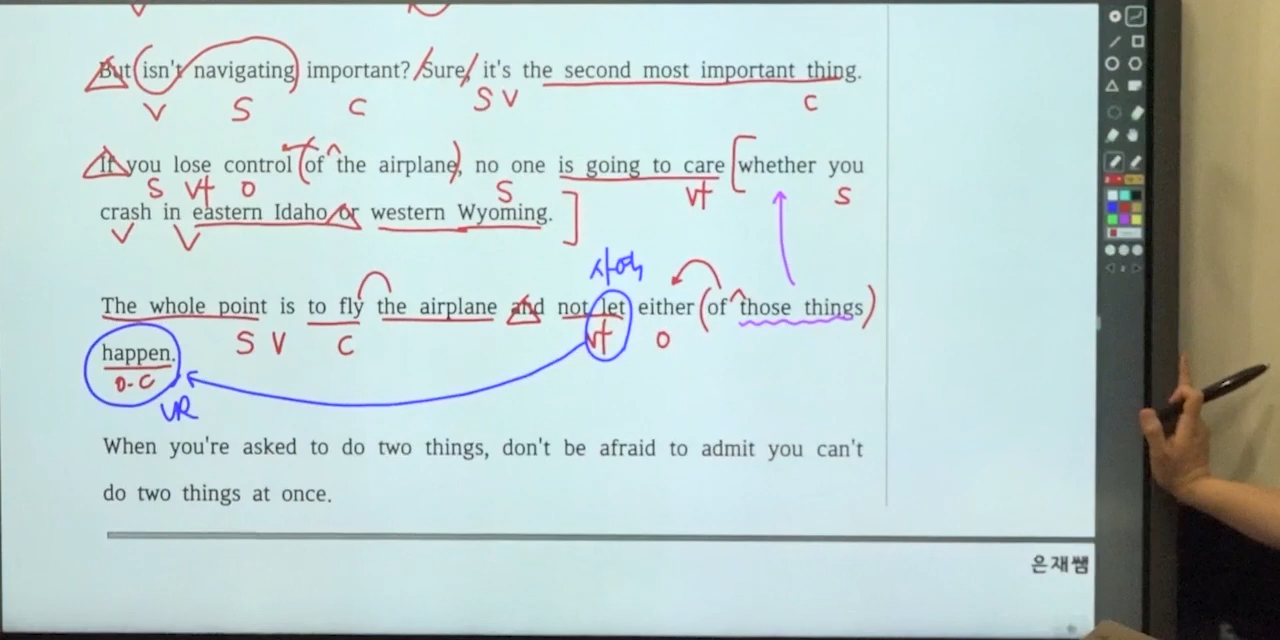 But isn't navigating important? Sure, it's the second most important thing.
V S C S V C
If you lose control of the airplane, no one is going to care whether you
S Vt O S Vt S
crash in eastern Idaho or western Wyoming.
V V
사역
The whole point is to fly the airplane and not let either of those things
S V C Vt O
happen.
O-C
VR
When you're asked to do two things, don't be afraid to admit you can't
do two things at once.
은재쌤